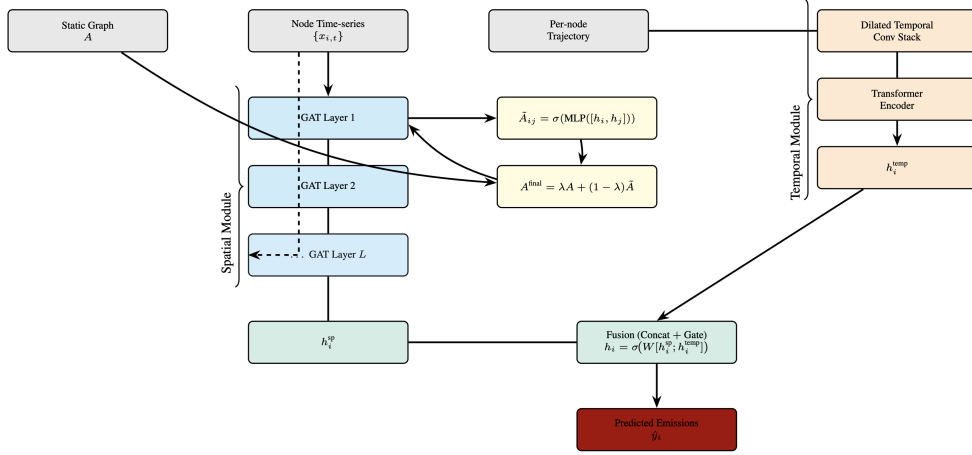 Static Graph
A
Node Time-series
{x_{i,t}}
Per-node
Trajectory
Dilated Temporal
Conv Stack
GAT Layer 1
Ã_{ij} = σ(MLP([h_i, h_j]))
Transformer
Encoder
GAT Layer 2
A^{final} = λA + (1 − λ)Ã
h_i^{temp}
... GAT Layer L
Spatial Module
Temporal Module
h_i^{sp}
Fusion (Concat + Gate)
h_i = σ(W[h_i^{sp}; h_i^{temp}])
Predicted Emissions
ŷ_i